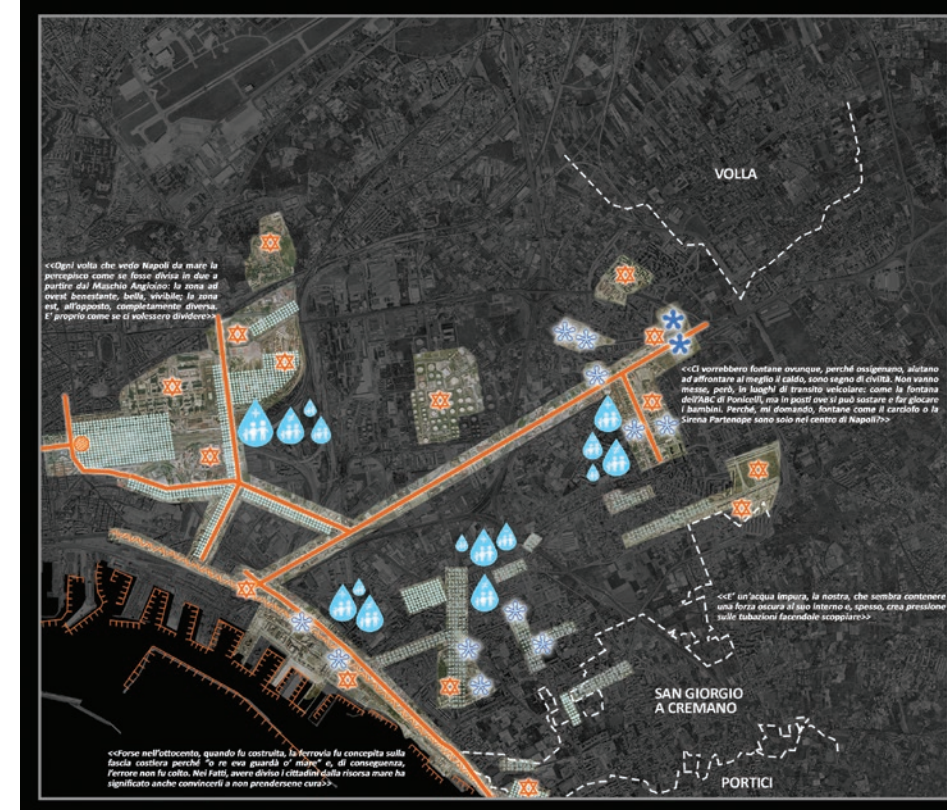 VOLLA
<<Ogni volta che vedo Napoli da mare la
percepisco come se fosse divisa in due a
partire dal Maschio Angioino: la zona ad
ovest benestante, bella, vivibile; la zona
est, all'opposto, completamente diversa.
E' proprio come se ci volessero dividere>>
<<Ci vorrebbero fontane ovunque, perché ossigenano, aiutano
ad affrontare al meglio il caldo, sono segno di civiltà. Non vanno
messe, però, in luoghi di transito veicolare: come la fontana
dell'ABC di Ponicelli, ma in posti ove si può sostare e far giocare
i bambini. Perché, mi domando, fontane come il carciofo o la
Sirena Partenope sono solo nel centro di Napoli?>>
<<E' un'acqua impura, la nostra, che sembra contenere
una forza oscura al suo interno e, spesso, crea pressione
sulle tubazioni facendole scoppiare>>
SAN GIORGIO
A CREMANO
<<Forse nell'ottocento, quando fu costruita, la ferrovia fu concepita sulla
fascia costiera perché "o re eva guardà o' mare" e, di conseguenza,
l'errore non fu colto. Nei Fatti, avere diviso i cittadini dalla risorsa mare ha
significato anche convincerli a non prendersene cura>>
PORTICI